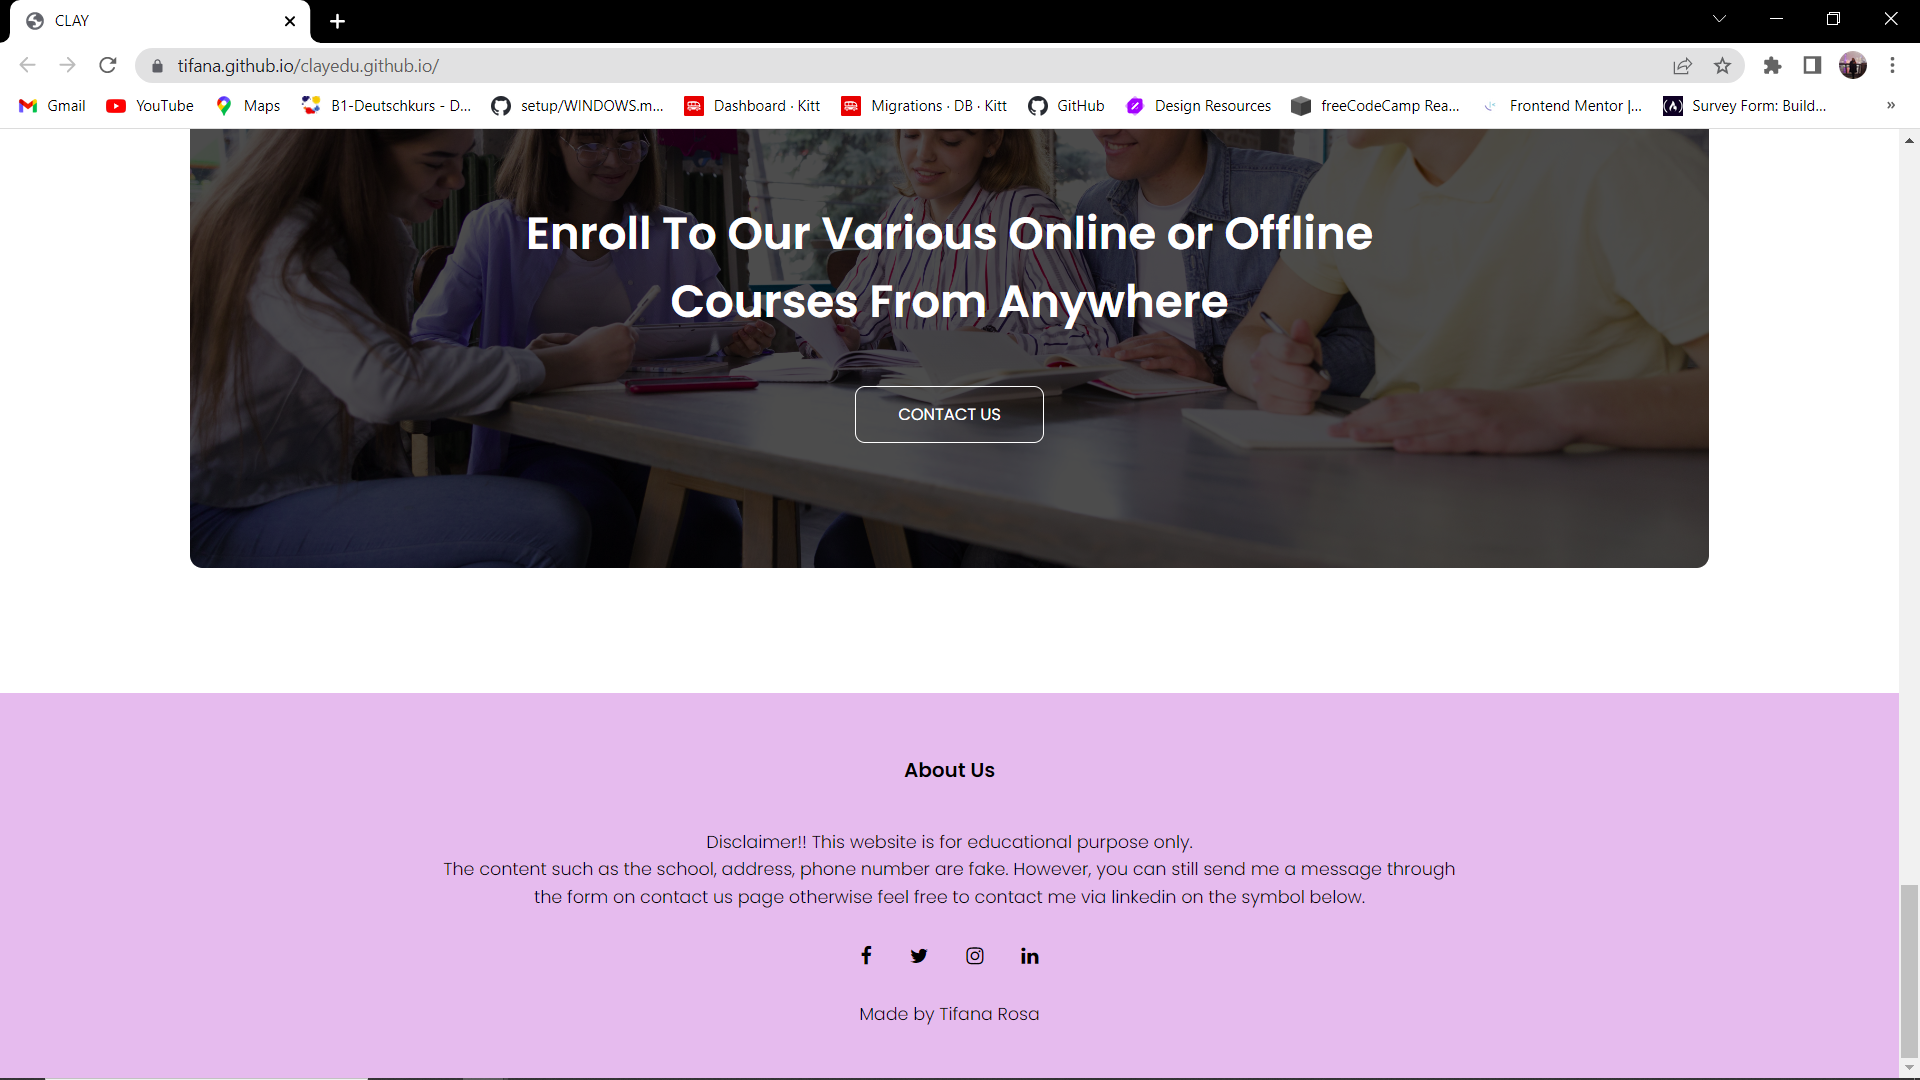 CLAY
tifana.github.io/clayedu.github.io/
Gmail
YouTube
Maps
B1-Deutschkurs - D...
setup/WINDOWS.m...
Dashboard · Kitt
Migrations · DB · Kitt
GitHub
Design Resources
freeCodeCamp Rea...
Frontend Mentor |...
Survey Form: Build...
»
Enroll To Our Various Online or Offline
Courses From Anywhere
CONTACT US
About Us
Disclaimer!! This website is for educational purpose only.
The content such as the school, address, phone number are fake. However, you can still send me a message through
the form on contact us page otherwise feel free to contact me via linkedin on the symbol below.
Made by Tifana Rosa